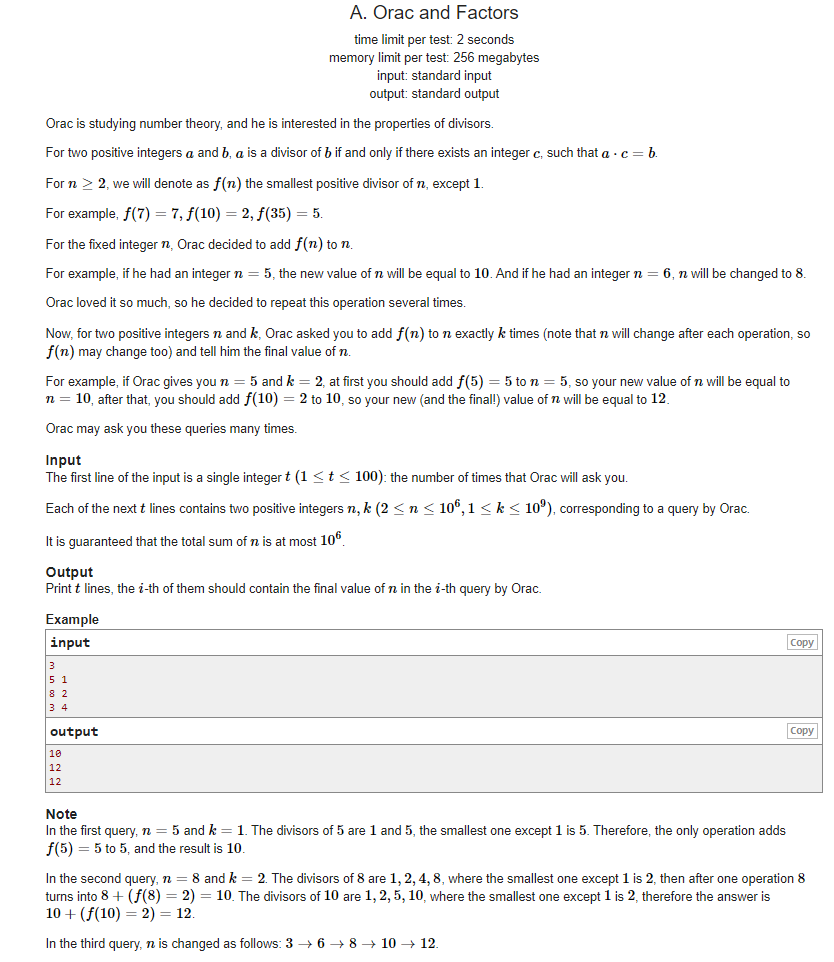 A. Orac and Factors
time limit per test: 2 seconds
memory limit per test: 256 megabytes
input: standard input
output: standard output
Orac is studying number theory, and he is interested in the properties of divisors.
For two positive integers a and b, a is a divisor of b if and only if there exists an integer c, such that a · c = b.
For n ≥ 2, we will denote as f(n) the smallest positive divisor of n, except 1.
For example, f(7) = 7, f(10) = 2, f(35) = 5.
For the fixed integer n, Orac decided to add f(n) to n.
For example, if he had an integer n = 5, the new value of n will be equal to 10. And if he had an integer n = 6, n will be changed to 8.
Orac loved it so much, so he decided to repeat this operation several times.
Now, for two positive integers n and k, Orac asked you to add f(n) to n exactly k times (note that n will change after each operation, so
f(n) may change too) and tell him the final value of n.
For example, if Orac gives you n = 5 and k = 2, at first you should add f(5) = 5 to n = 5, so your new value of n will be equal to
n = 10, after that, you should add f(10) = 2 to 10, so your new (and the final!) value of n will be equal to 12.
Orac may ask you these queries many times.
Input
The first line of the input is a single integer t (1 ≤ t ≤ 100): the number of times that Orac will ask you.
Each of the next t lines contains two positive integers n, k (2 ≤ n ≤ 10⁶, 1 ≤ k ≤ 10⁹), corresponding to a query by Orac.
It is guaranteed that the total sum of n is at most 10⁶.
Output
Print t lines, the i-th of them should contain the final value of n in the i-th query by Orac.
Example
input Copy
3
5 1
8 2
3 4
output Copy
10
12
12
Note
In the first query, n = 5 and k = 1. The divisors of 5 are 1 and 5, the smallest one except 1 is 5. Therefore, the only operation adds
f(5) = 5 to 5, and the result is 10.
In the second query, n = 8 and k = 2. The divisors of 8 are 1, 2, 4, 8, where the smallest one except 1 is 2, then after one operation 8
turns into 8 + (f(8) = 2) = 10. The divisors of 10 are 1, 2, 5, 10, where the smallest one except 1 is 2, therefore the answer is
10 + (f(10) = 2) = 12.
In the third query, n is changed as follows: 3 → 6 → 8 → 10 → 12.